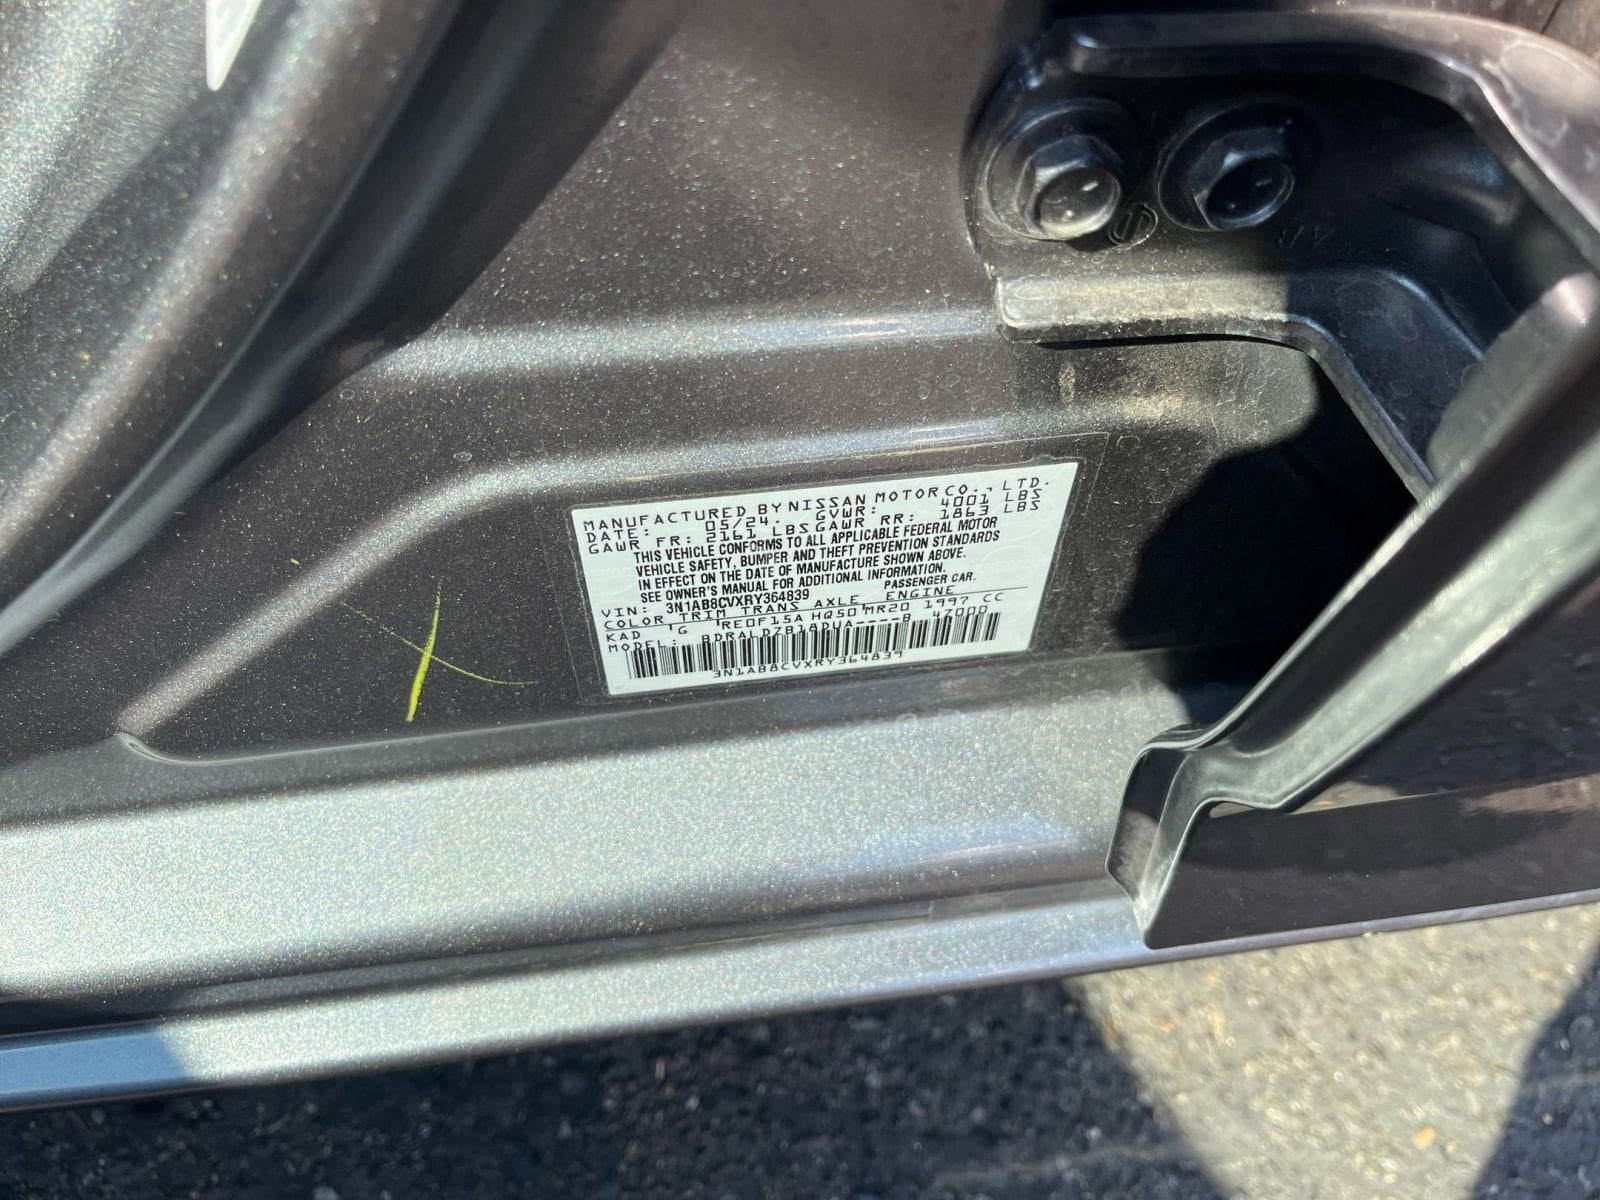 MANUFACTURED BY NISSAN MOTOR CO., LTD.
DATE: 05/24. GVWR: 4001 LBS
GAWR FR: 2161 LBS GAWR RR: 1863 LBS
THIS VEHICLE CONFORMS TO ALL APPLICABLE FEDERAL MOTOR
VEHICLE SAFETY, BUMPER AND THEFT PREVENTION STANDARDS
IN EFFECT ON THE DATE OF MANUFACTURE SHOWN ABOVE.
SEE OWNER'S MANUAL FOR ADDITIONAL INFORMATION.
VIN: 3N1AB8CVXRY364839 PASSENGER CAR.
COLOR TRIM TRANS AXLE ENGINE
KAD G RE0F15A HQ50 MR20 1997 CC
MODEL: BDRALDZB18DUA----B 47000
3N1AB8CVXRY364839